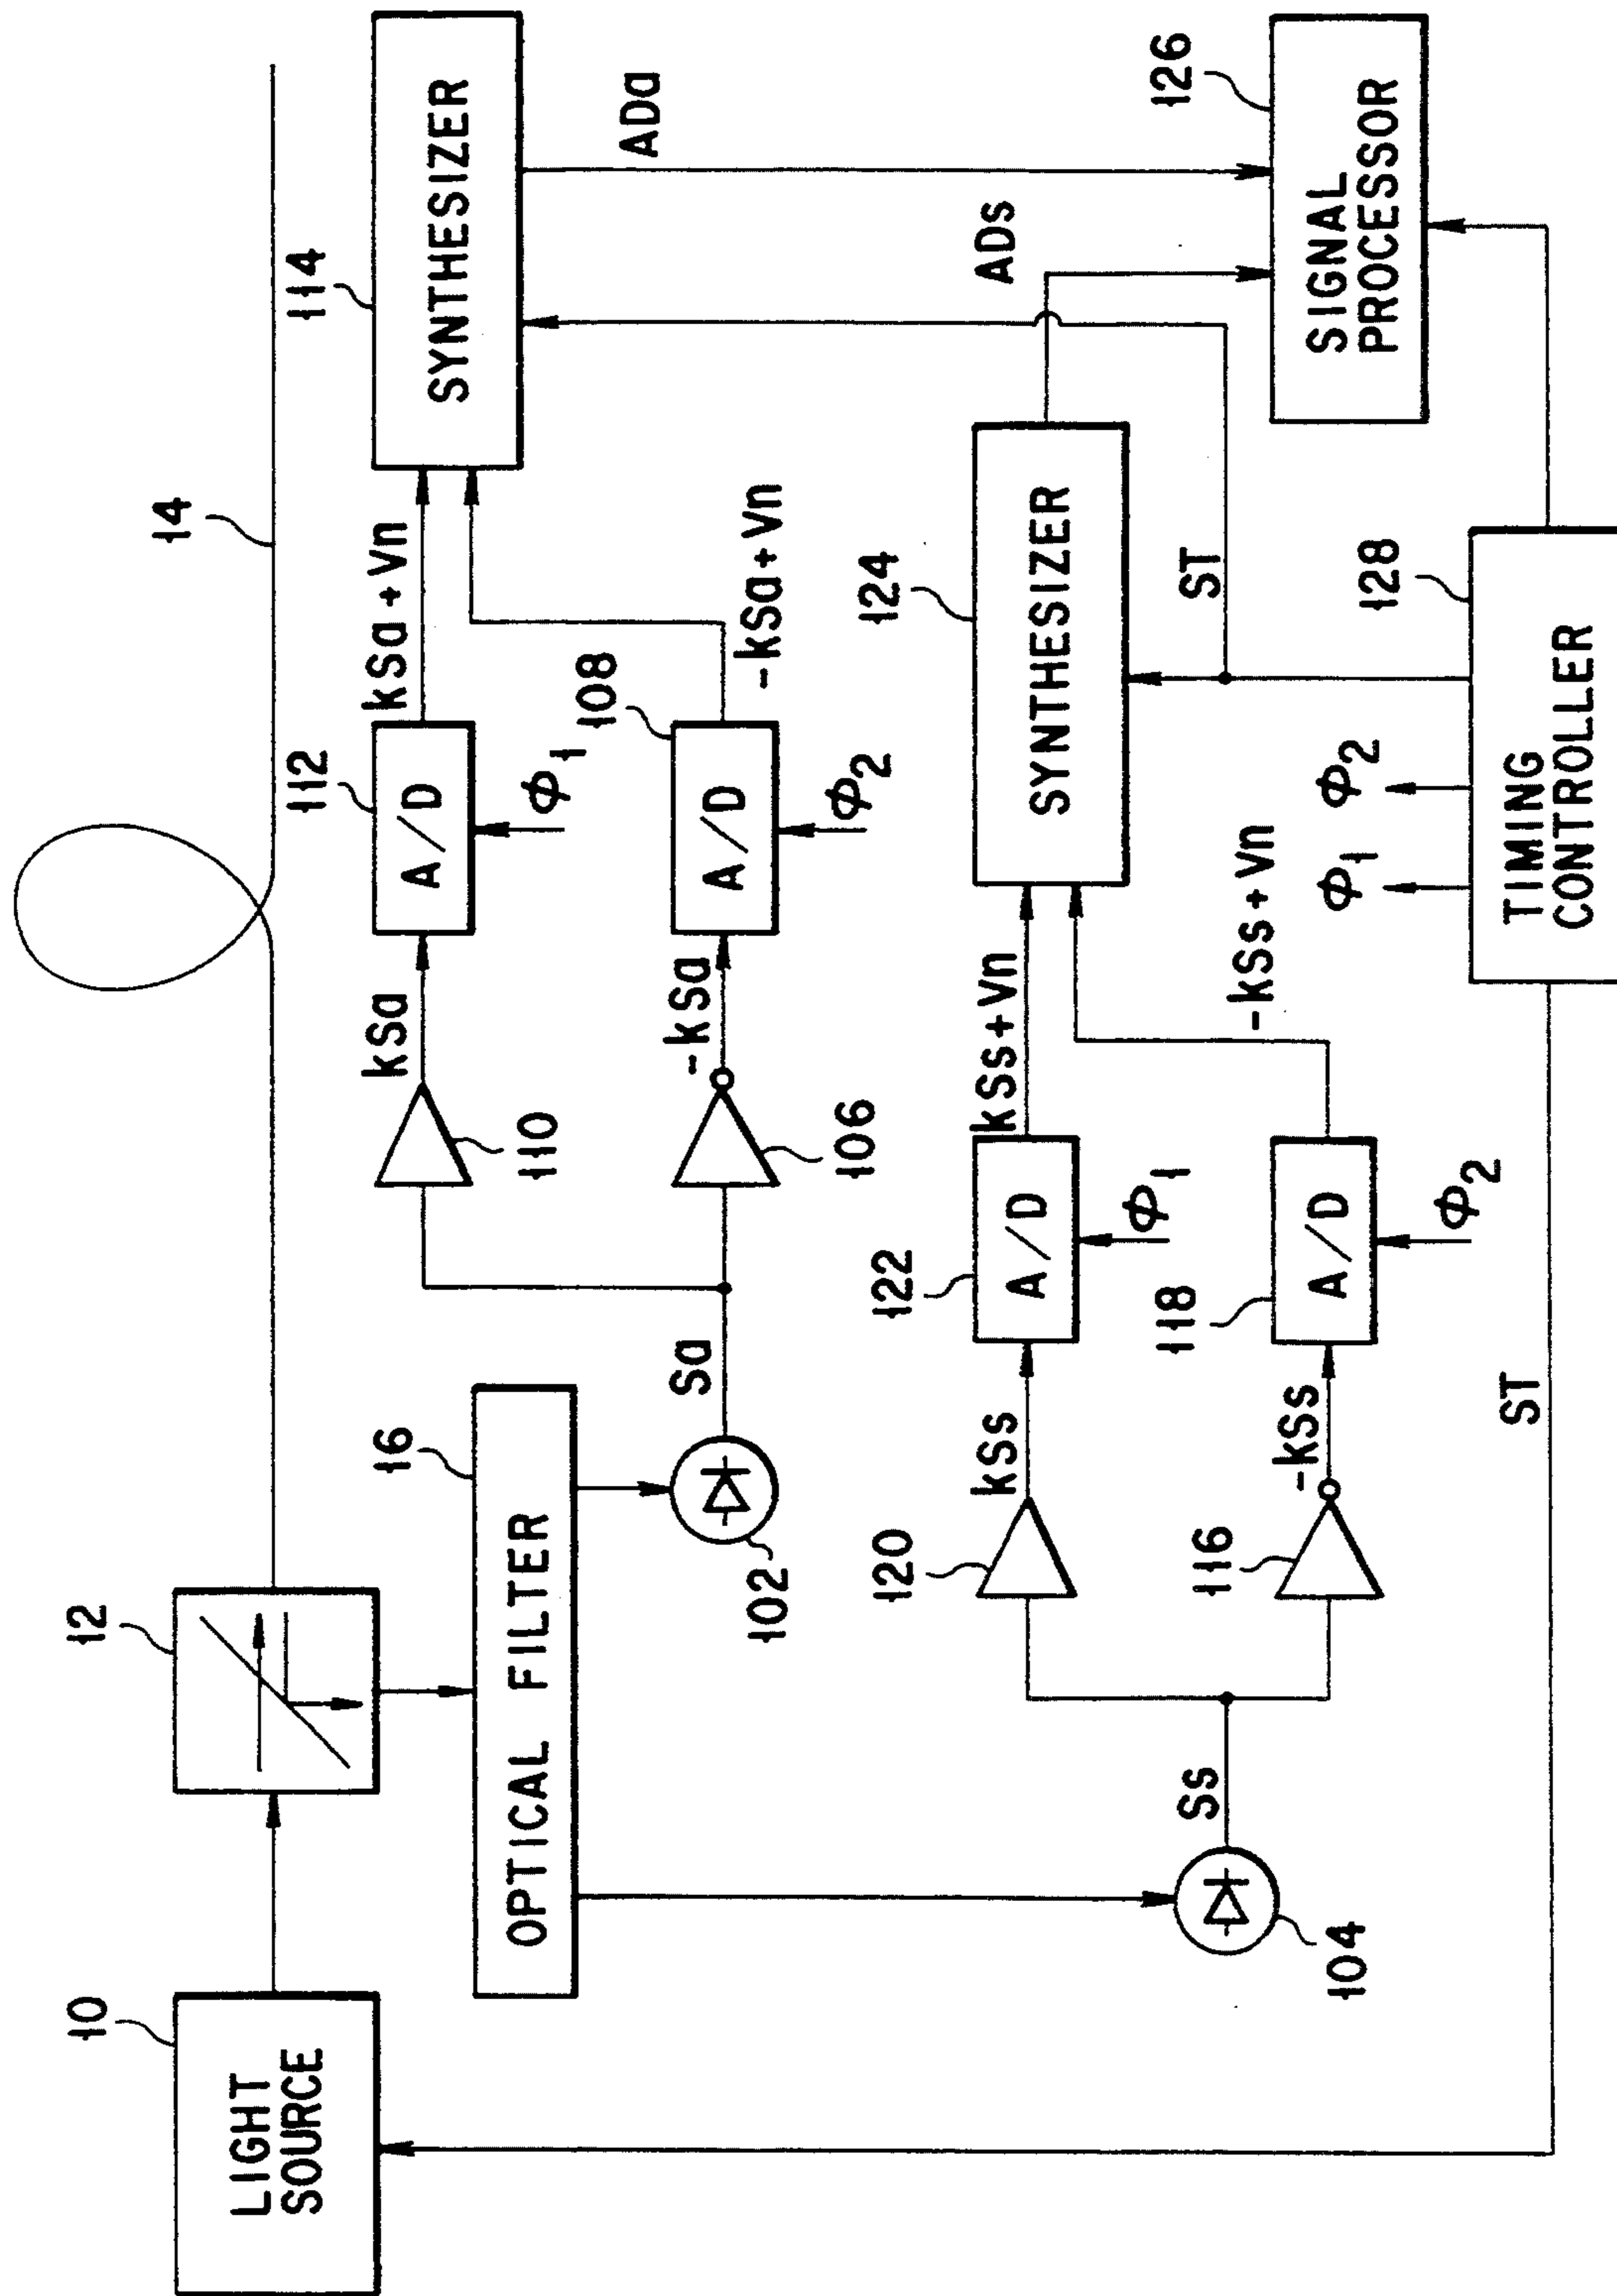 10
LIGHT
SOURCE
12
14
16
OPTICAL FILTER
102
Sa
110
kSa
112
A/D
Φ1
kSa+Vn
106
-kSa
108
A/D
Φ2
-kSa+Vn
114
SYNTHESIZER
ADa
104
Ss
120
kSs
122
A/D
Φ1
kSs+Vn
116
-kSs
118
A/D
Φ2
-kSs+Vn
124
SYNTHESIZER
ADs
ST
126
SIGNAL
PROCESSOR
Φ1
Φ2
128
TIMING
CONTROLLER
ST